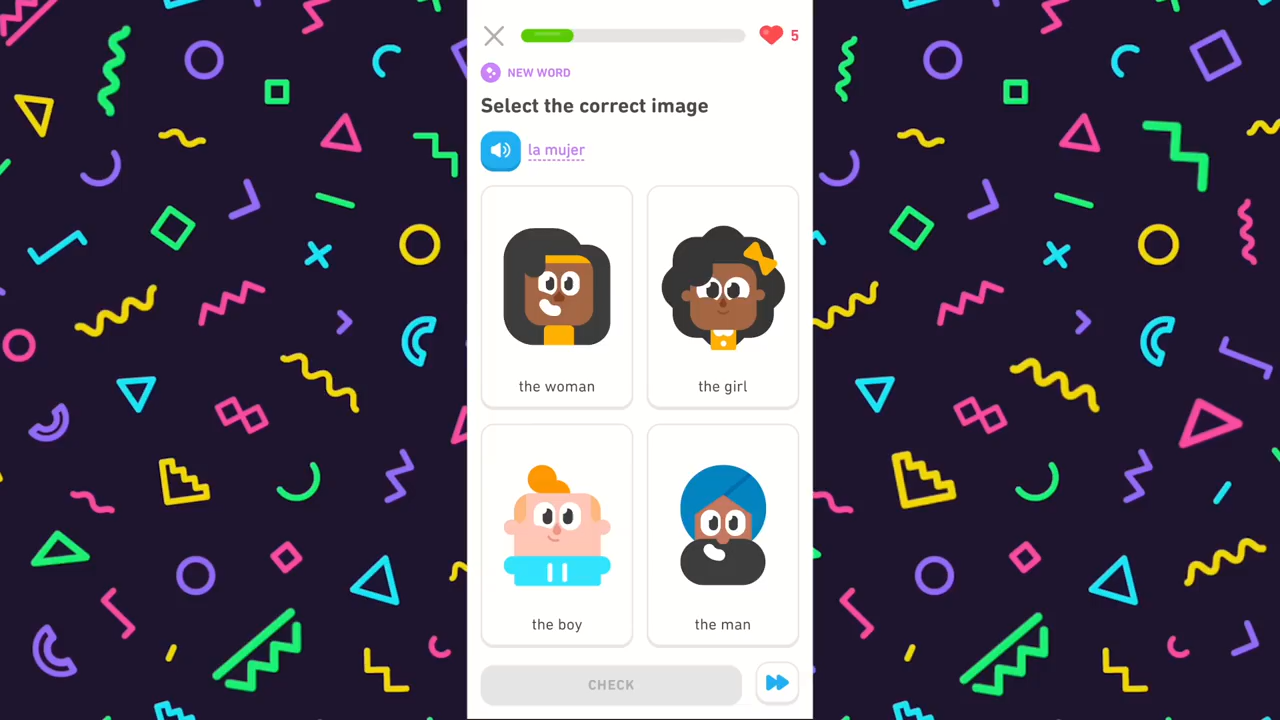 5
NEW WORD
Select the correct image
la mujer
the woman
the girl
the boy
the man
CHECK